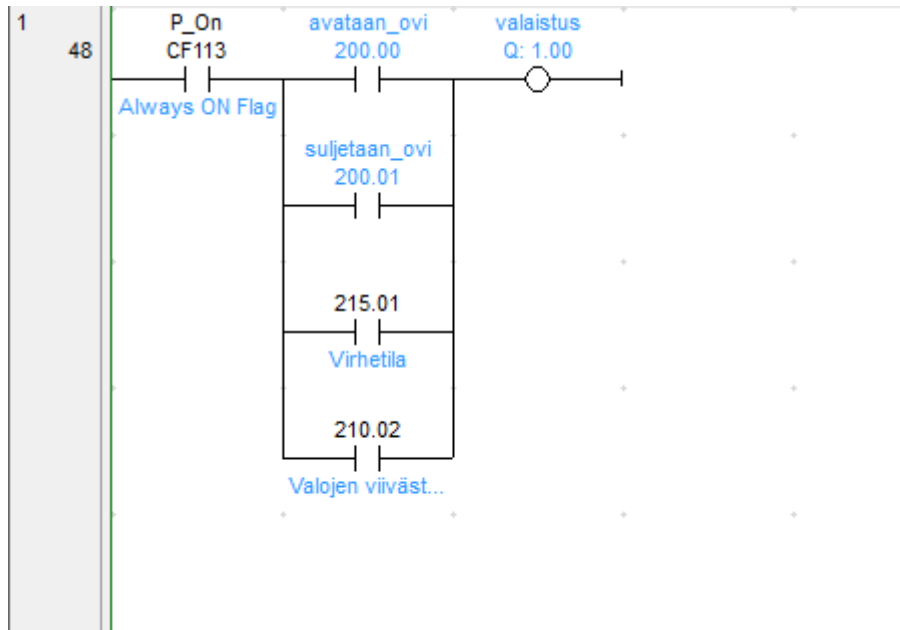 1
48
P_On
CF113
Always ON Flag
avataan_ovi
200.00
valaistus
Q: 1.00
suljetaan_ovi
200.01
215.01
Virhetila
210.02
Valojen viiväst...